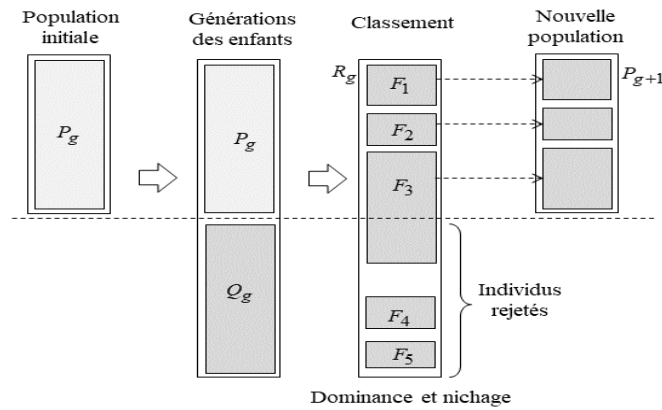 Population
initiale
Générations
des enfants
Classement
Nouvelle
population
P_g
P_g
Q_g
R_g
F_1
F_2
F_3
F_4
F_5
P_{g+1}
Individus
rejetés
Dominance et nichage